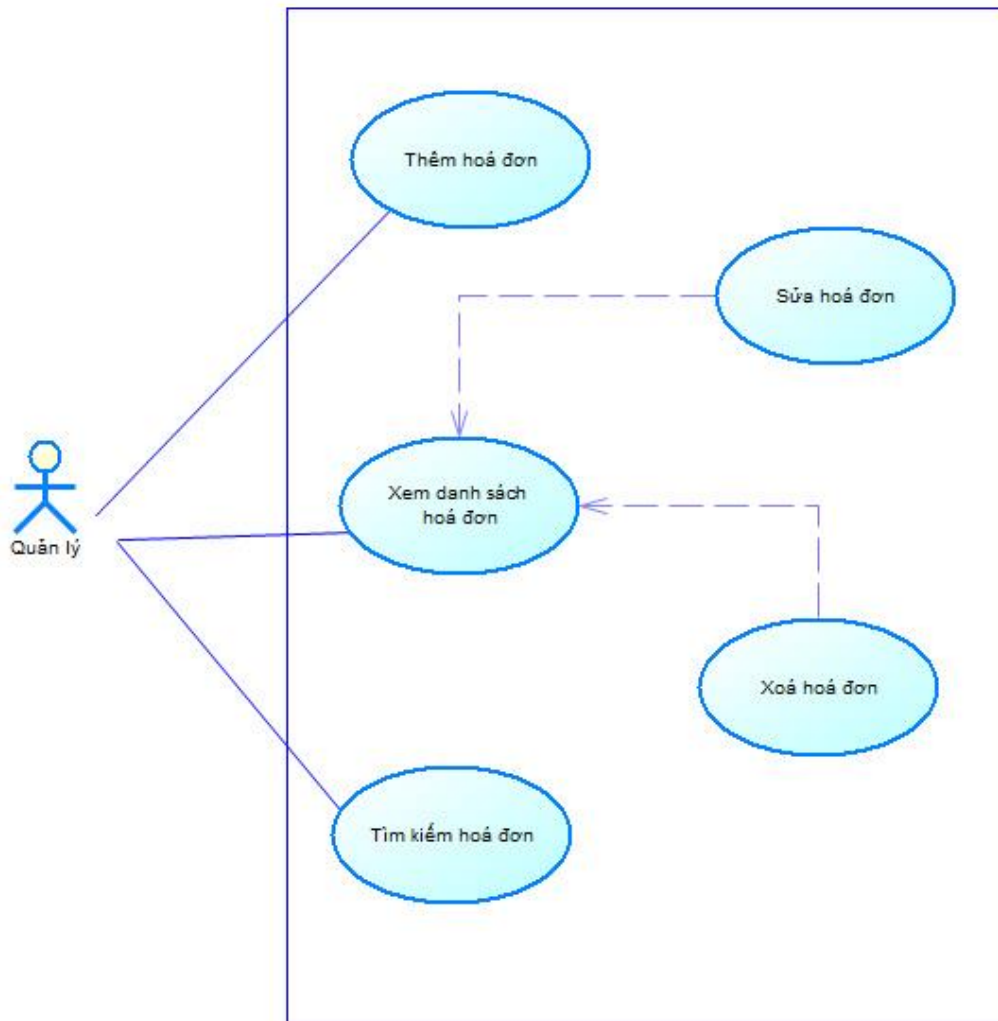 Thêm hoá đơn
Sửa hoá đơn
Xem danh sách
hoá đơn
Quản lý
Xoá hoá đơn
Tìm kiếm hoá đơn